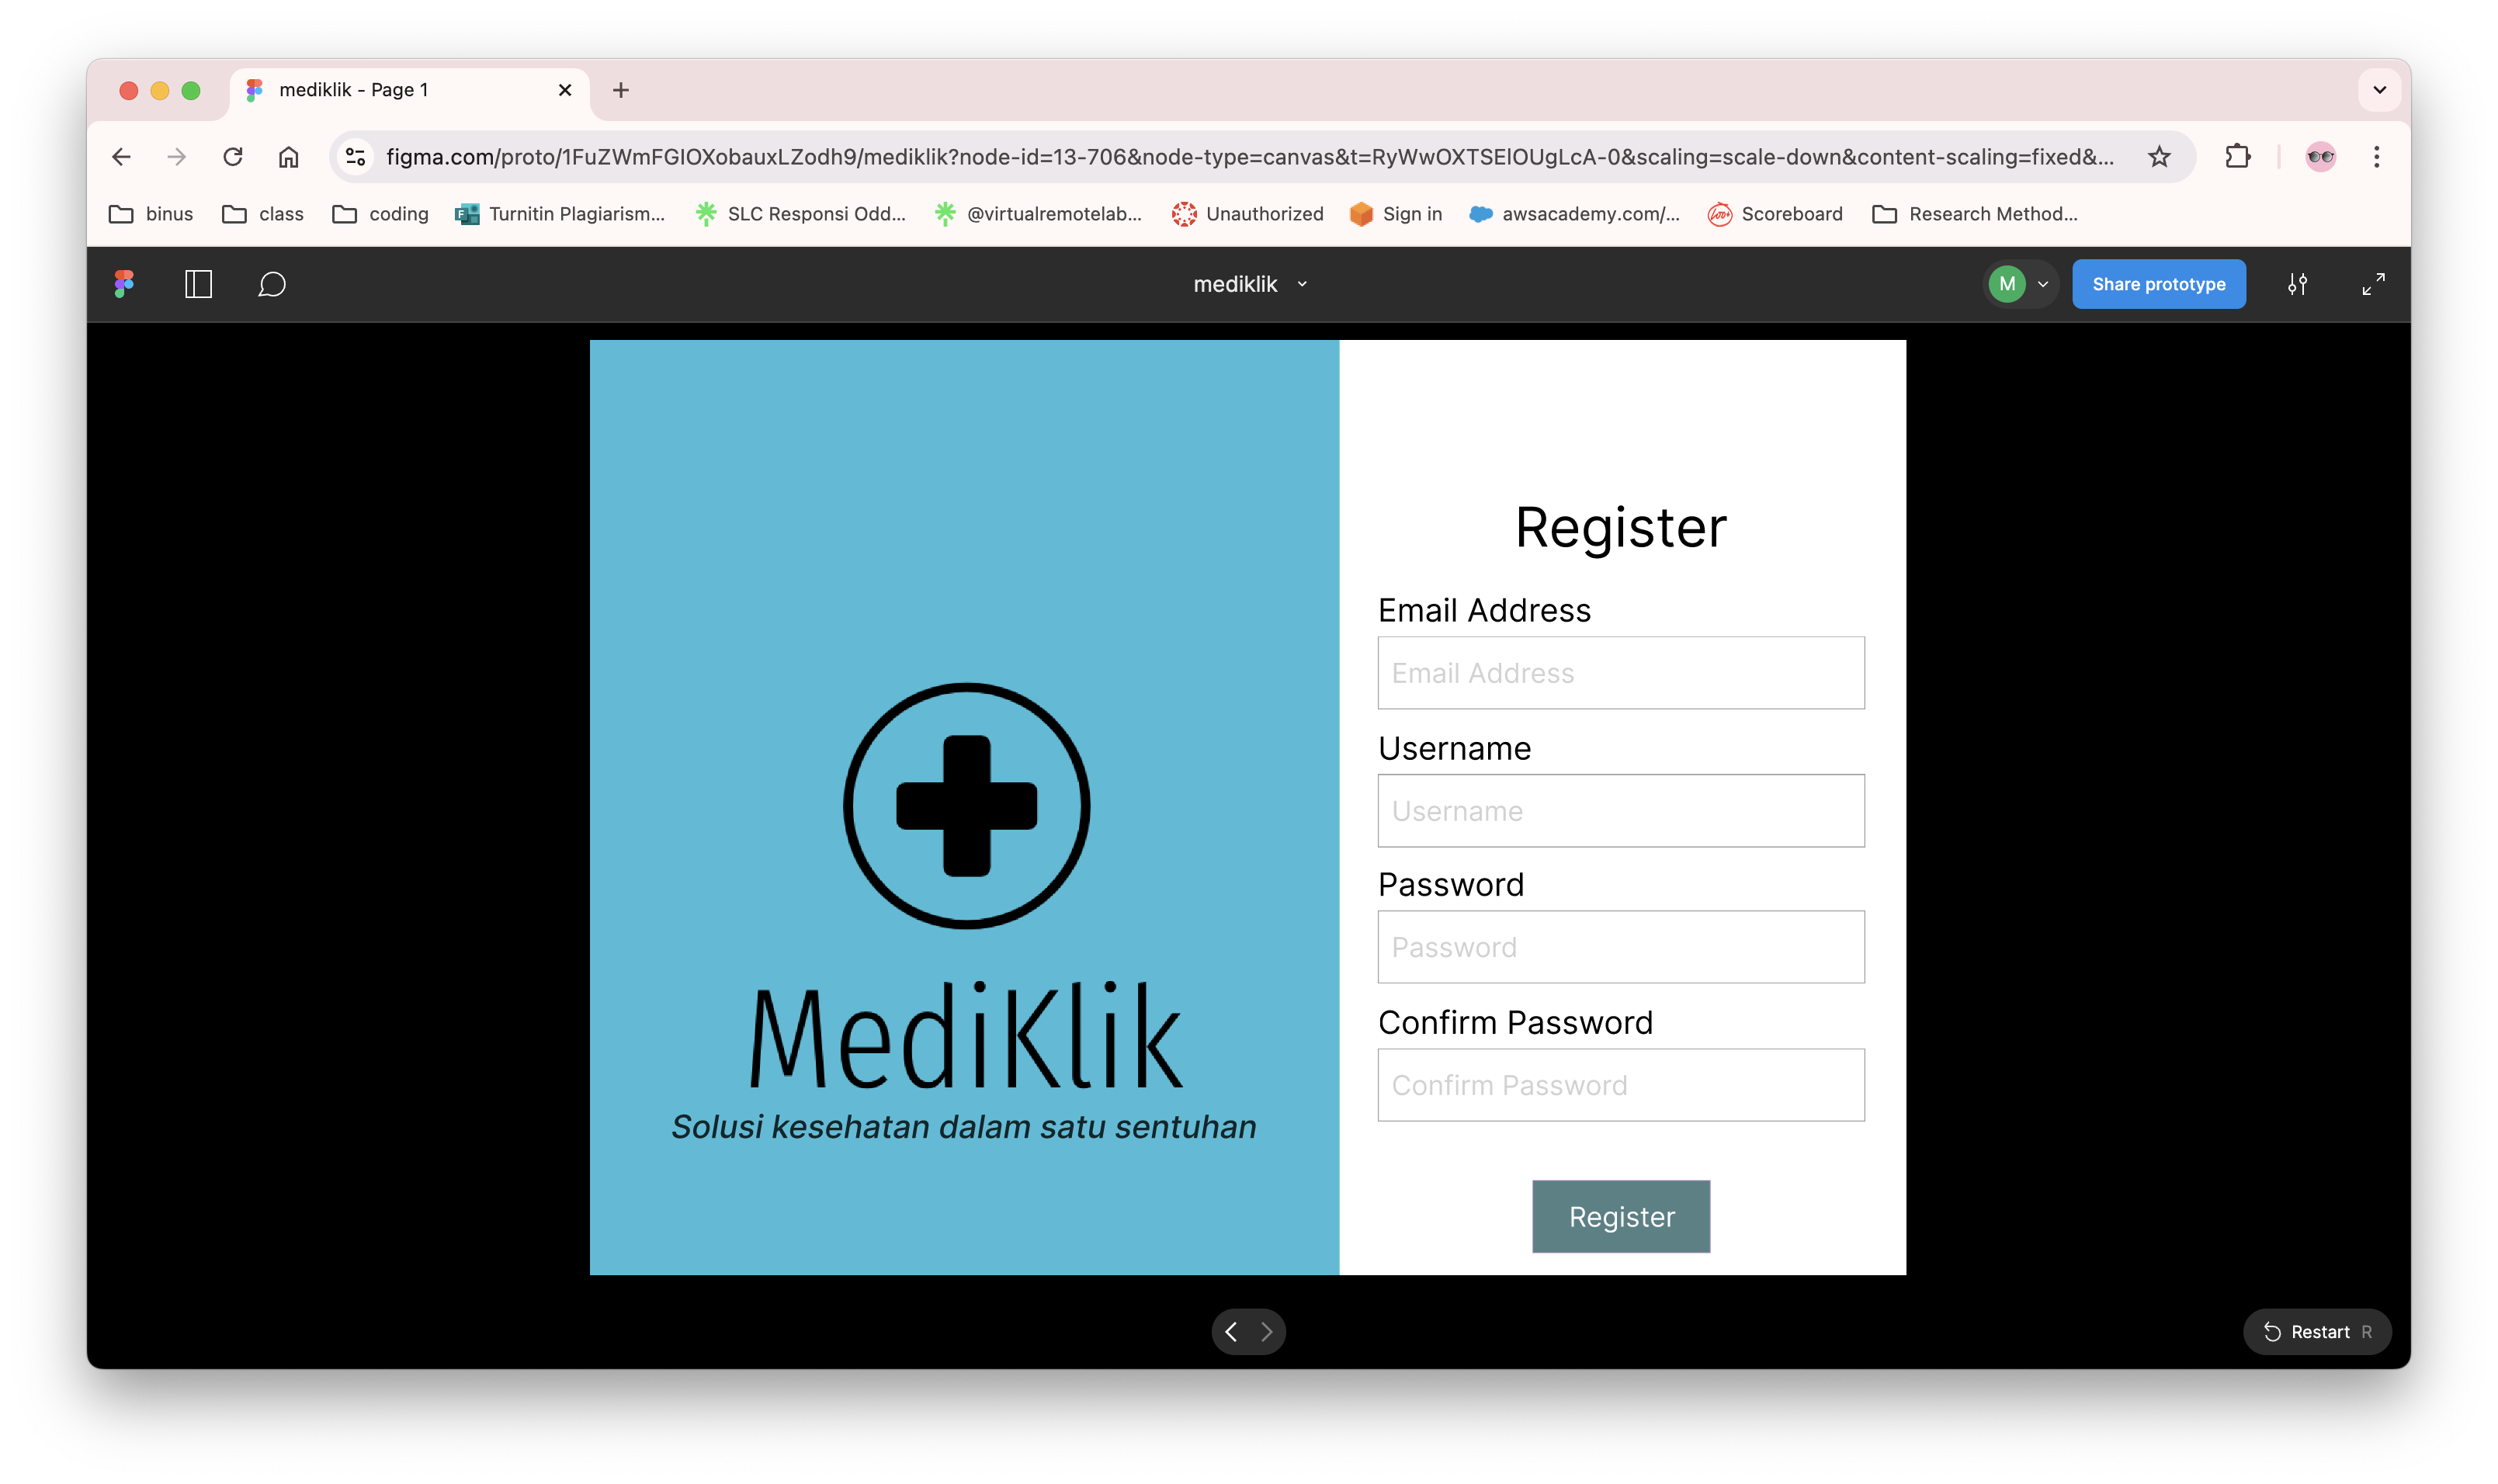 mediklik - Page 1
figma.com/proto/1FuZWmFGIOXobauxLZodh9/mediklik?node-id=13-706&node-type=canvas&t=RyWwOXTSElOUgLcA-0&scaling=scale-down&content-scaling=fixed&...
binus class coding Turnitin Plagiarism... SLC Responsi Odd... @virtualremotelab... Unauthorized Sign in awsacademy.com/... Scoreboard Research Method...
mediklik M Share prototype
Register
Email Address
Email Address
Username
Username
Password
Password
Confirm Password
Confirm Password
Register
MediKlik
Solusi kesehatan dalam satu sentuhan
Restart R